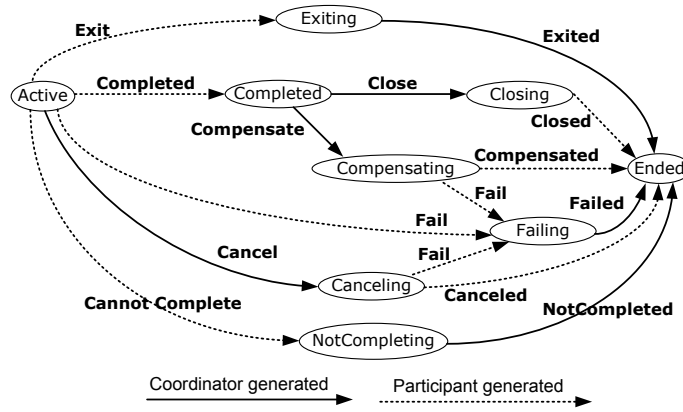 Exit
Exiting
Exited
Active
Completed
Completed
Close
Closing
Compensate
Closed
Compensating
Compensated
Ended
Fail
Fail
Failing
Failed
Cancel
Fail
Canceling
Canceled
Cannot Complete
NotCompleted
NotCompleting
Coordinator generated
Participant generated